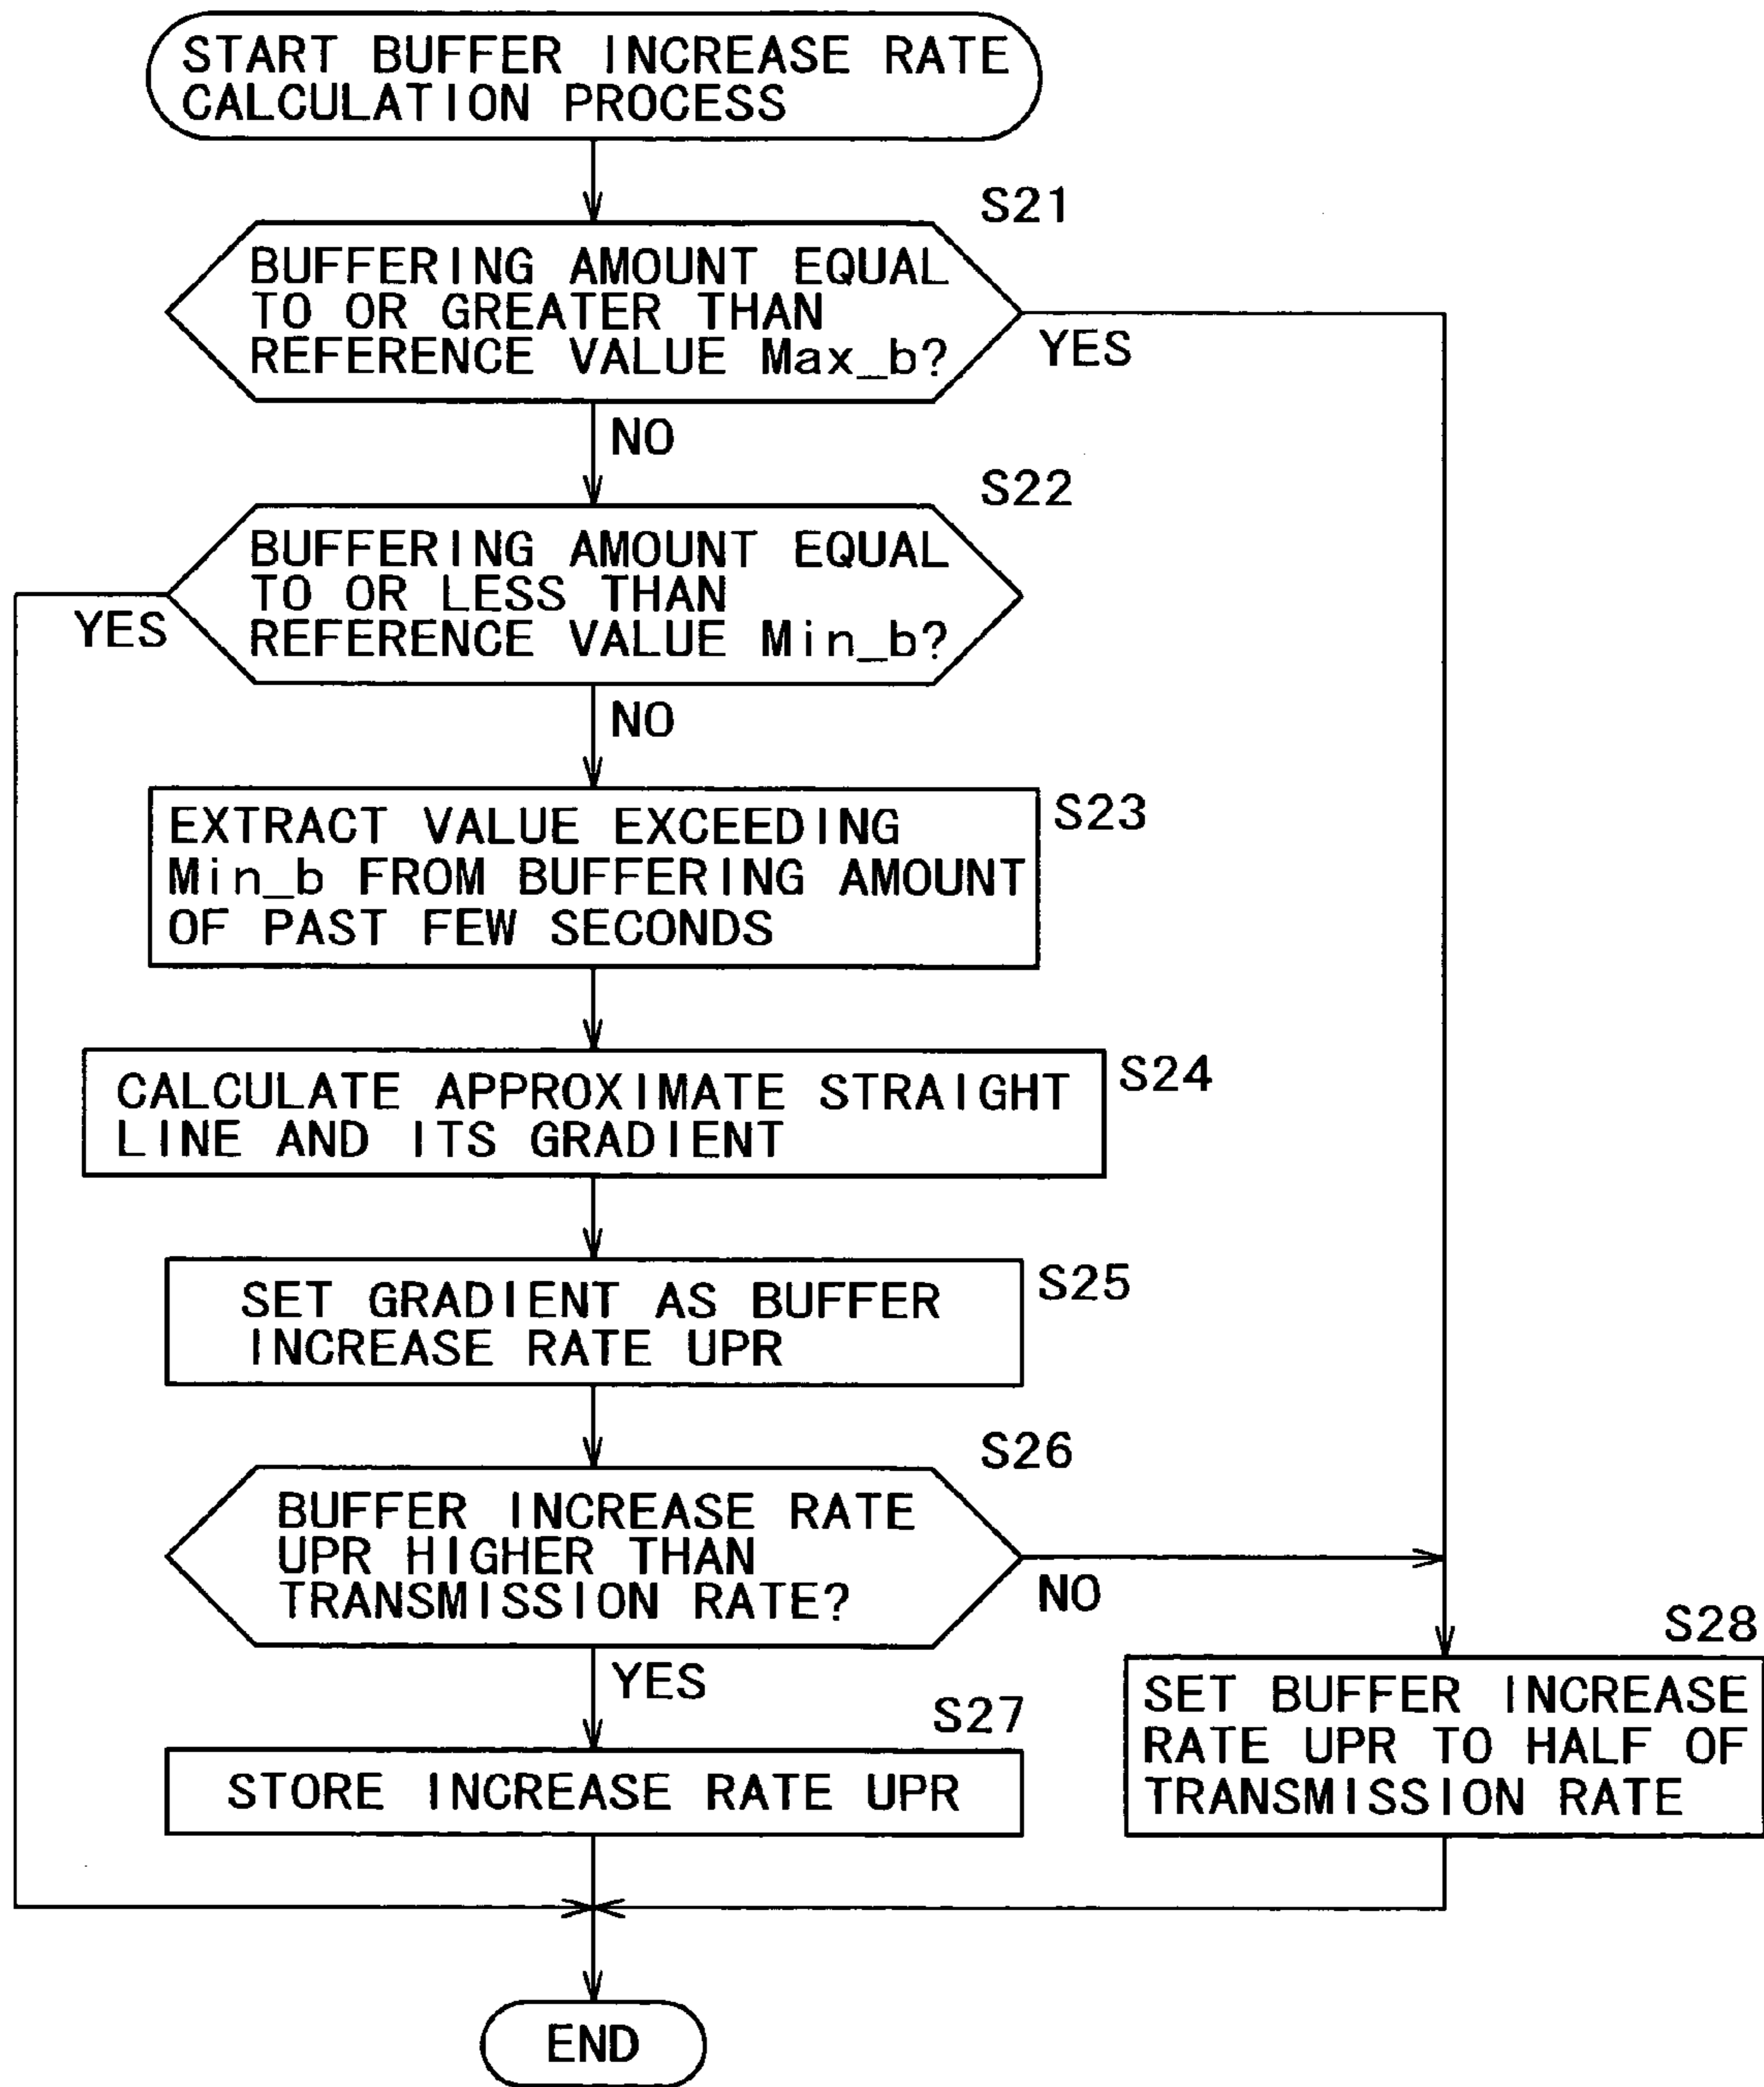 START BUFFER INCREASE RATE
CALCULATION PROCESS
S21
BUFFERING AMOUNT EQUAL
TO OR GREATER THAN
REFERENCE VALUE Max_b?
YES
NO
S22
BUFFERING AMOUNT EQUAL
TO OR LESS THAN
REFERENCE VALUE Min_b?
YES
NO
S23
EXTRACT VALUE EXCEEDING
Min_b FROM BUFFERING AMOUNT
OF PAST FEW SECONDS
S24
CALCULATE APPROXIMATE STRAIGHT
LINE AND ITS GRADIENT
S25
SET GRADIENT AS BUFFER
INCREASE RATE UPR
S26
BUFFER INCREASE RATE
UPR HIGHER THAN
TRANSMISSION RATE?
NO
YES
S28
SET BUFFER INCREASE
RATE UPR TO HALF OF
TRANSMISSION RATE
S27
STORE INCREASE RATE UPR
END